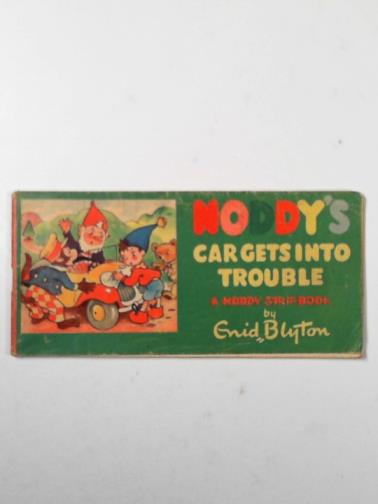 NODDY'S
CAR GETS INTO
TROUBLE
A NODDY STRIP BOOK
by
Enid Blyton